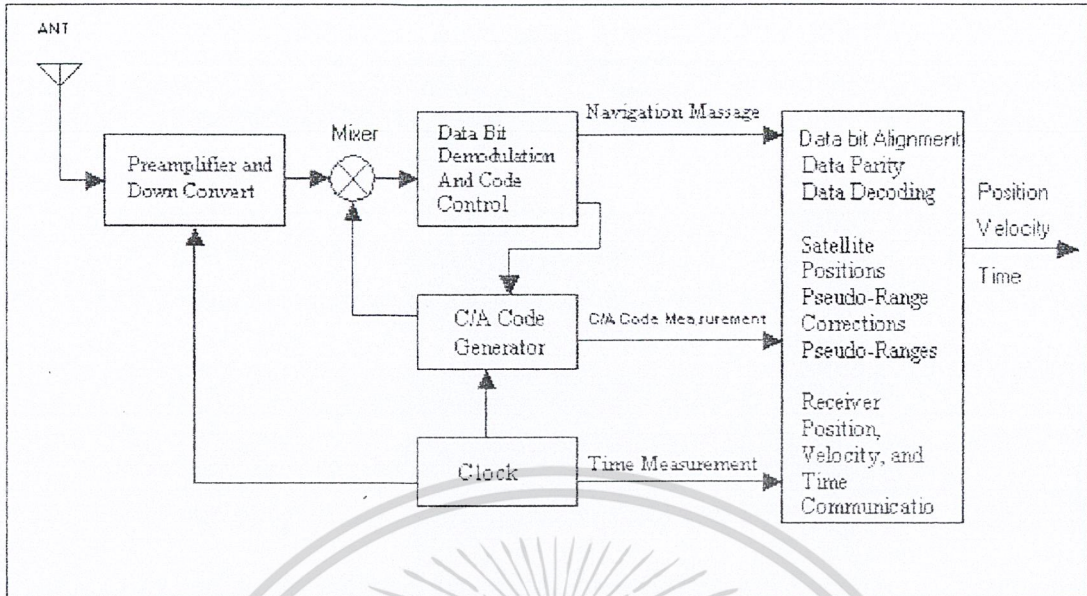 ANT
Preamplifier and
Down Convert
Mixer
Data Bit
Demodulation
And Code
Control
Navigation Massage
C/A Code
Generator
C/A Code Measurement
Clock
Time Measurement
Data bit Alignment
Data Parity
Data Decoding
Satellite
Positions
Pseudo-Range
Corrections
Pseudo-Ranges
Receiver
Position,
Velocity, and
Time
Communicatio
Position
Velocity
Time